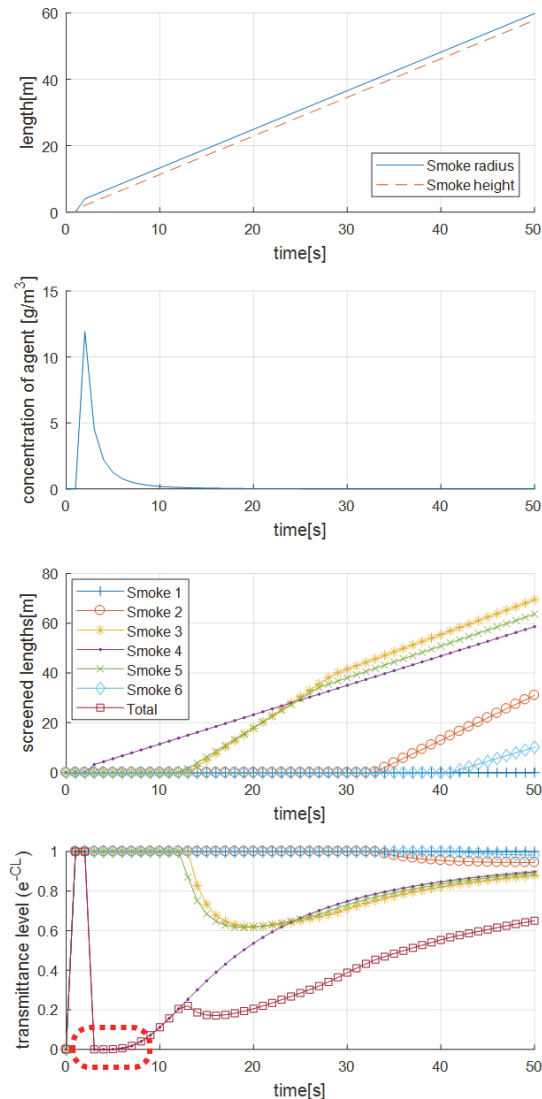 length[m]
60
40
20
0
Smoke radius
Smoke height
0 10 20 30 40 50
time[s]
concentration of agent [g/m³]
15
10
5
0
0 10 20 30 40 50
time[s]
screened lengths[m]
80
60
40
20
0
Smoke 1
Smoke 2
Smoke 3
Smoke 4
Smoke 5
Smoke 6
Total
0 10 20 30 40 50
time[s]
transmittance level (e^-CL)
1
0.8
0.6
0.4
0.2
0
0 10 20 30 40 50
time[s]